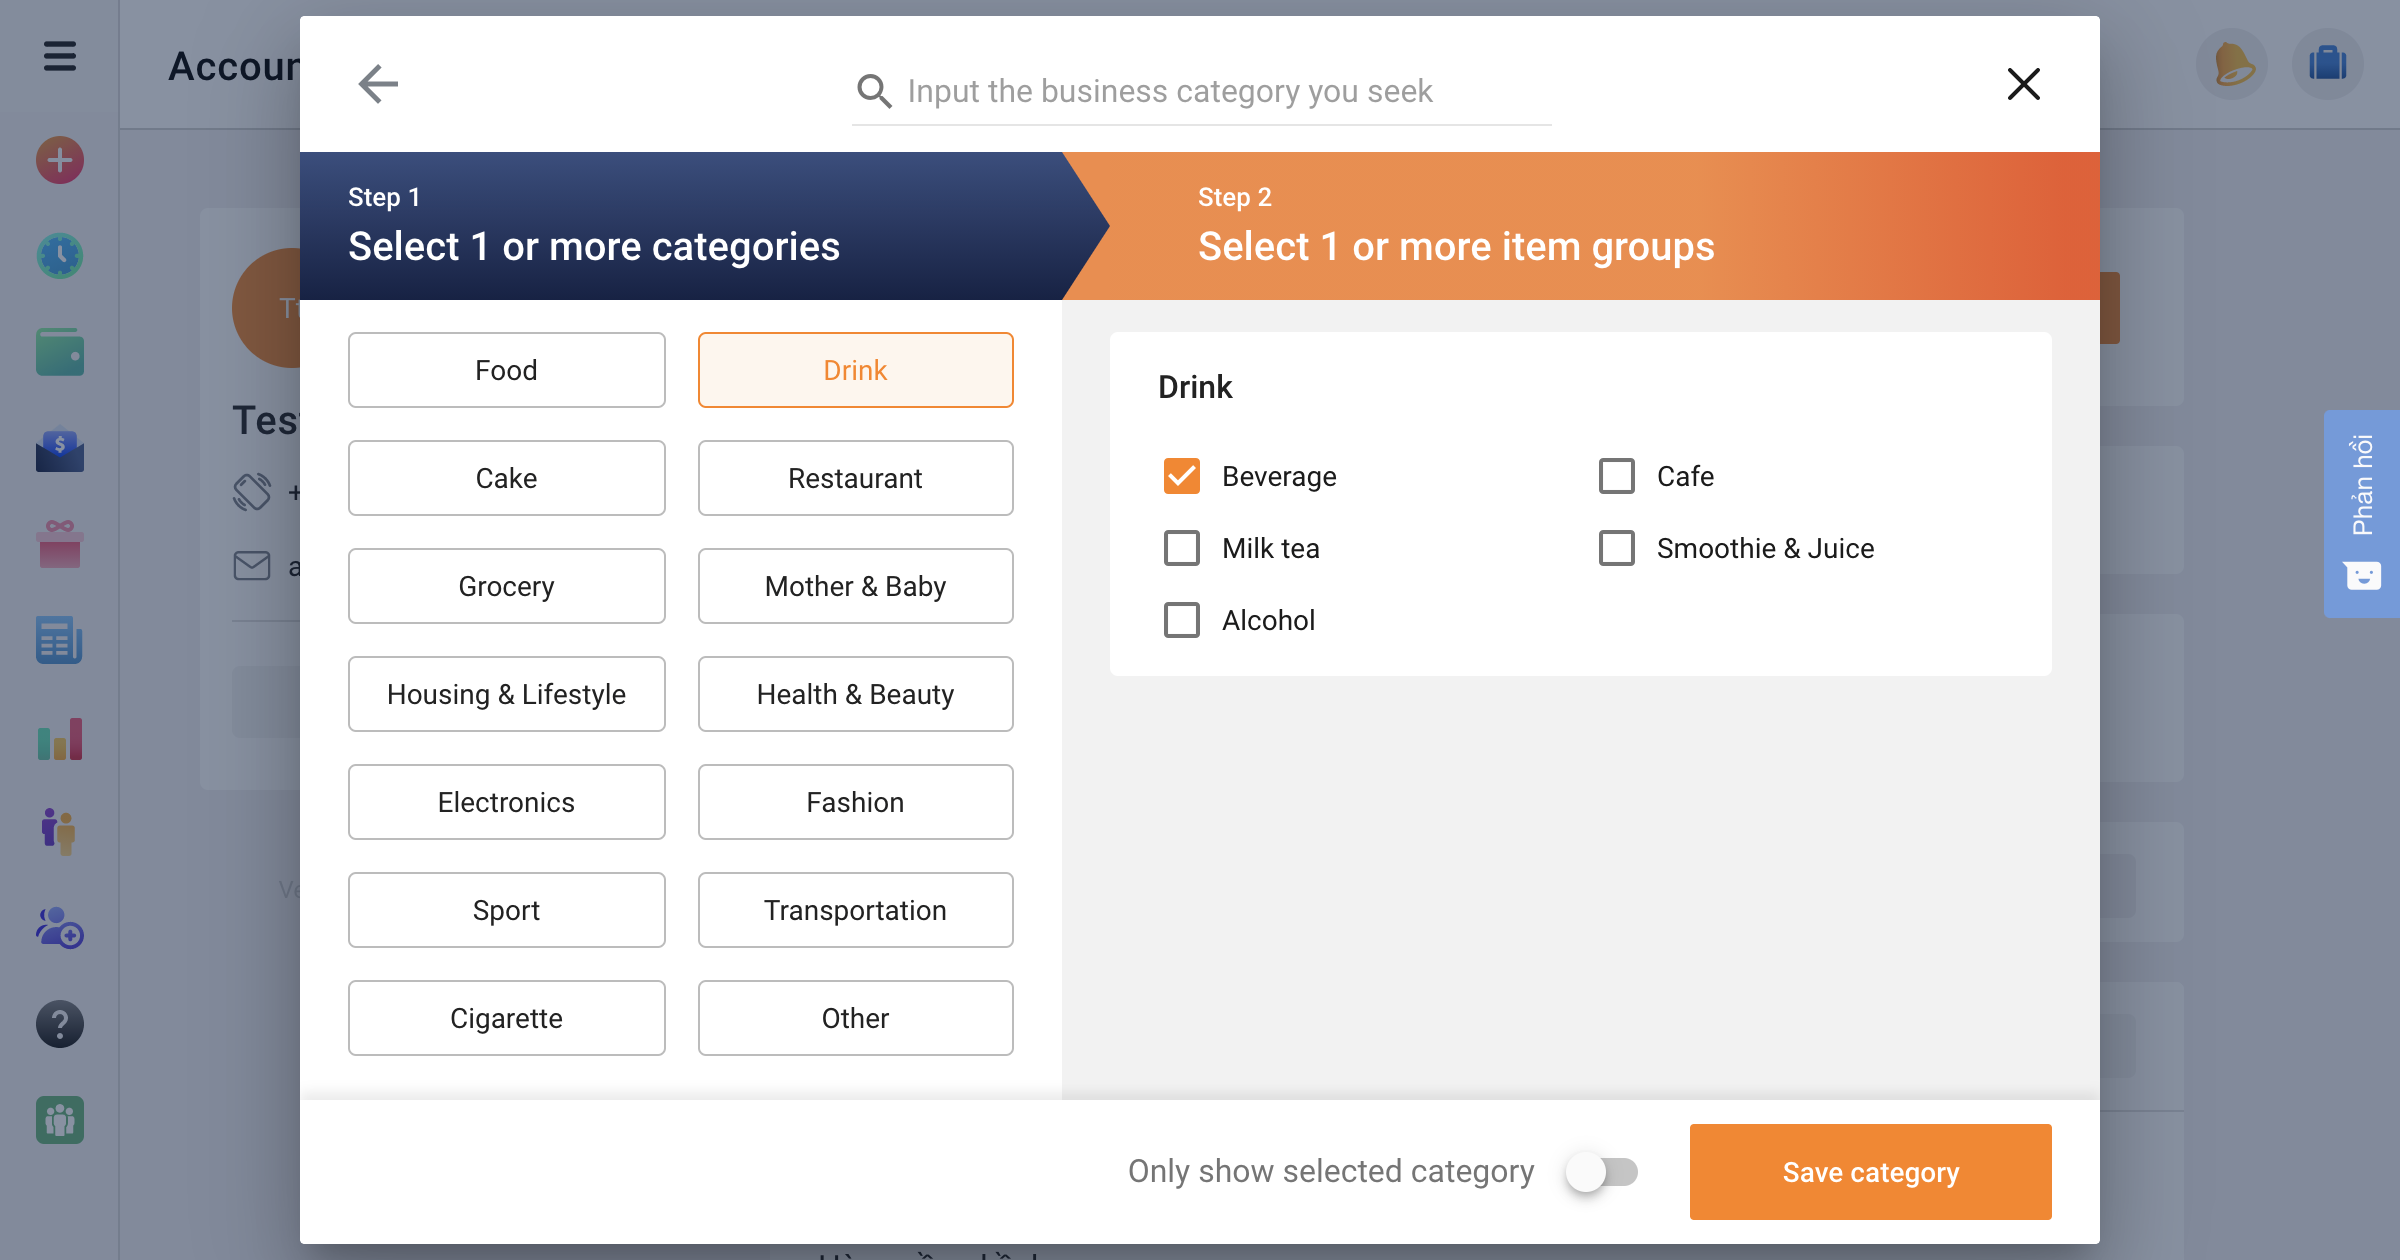 Accoun
Input the business category you seek
Step 1
Select 1 or more categories
Step 2
Select 1 or more item groups
Food
Drink
Cake
Restaurant
Grocery
Mother & Baby
Housing & Lifestyle
Health & Beauty
Electronics
Fashion
Sport
Transportation
Cigarette
Other
Drink
Beverage
Cafe
Milk tea
Smoothie & Juice
Alcohol
Only show selected category
Save category
Tes
+
a
Phản hồi